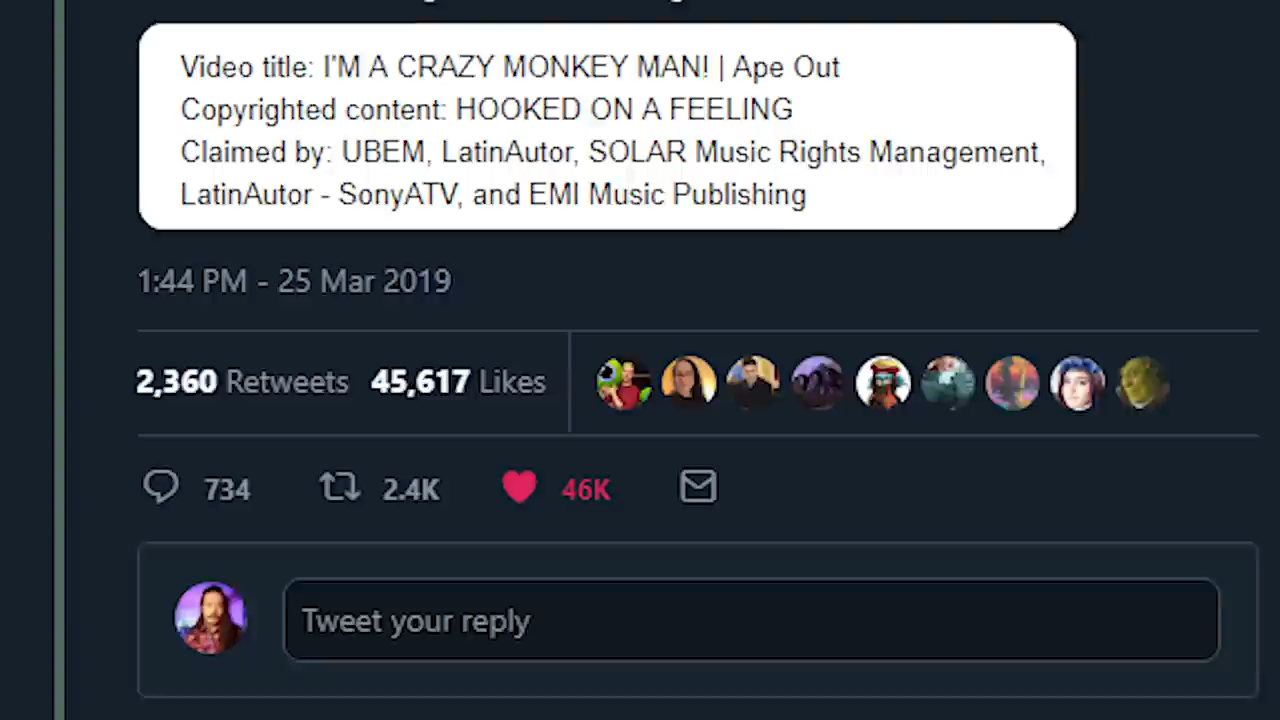 Video title: I'M A CRAZY MONKEY MAN! | Ape Out
Copyrighted content: HOOKED ON A FEELING
Claimed by: UBEM, LatinAutor, SOLAR Music Rights Management,
LatinAutor - SonyATV, and EMI Music Publishing
1:44 PM - 25 Mar 2019
2,360 Retweets 45,617 Likes
734 2.4K 46K
Tweet your reply